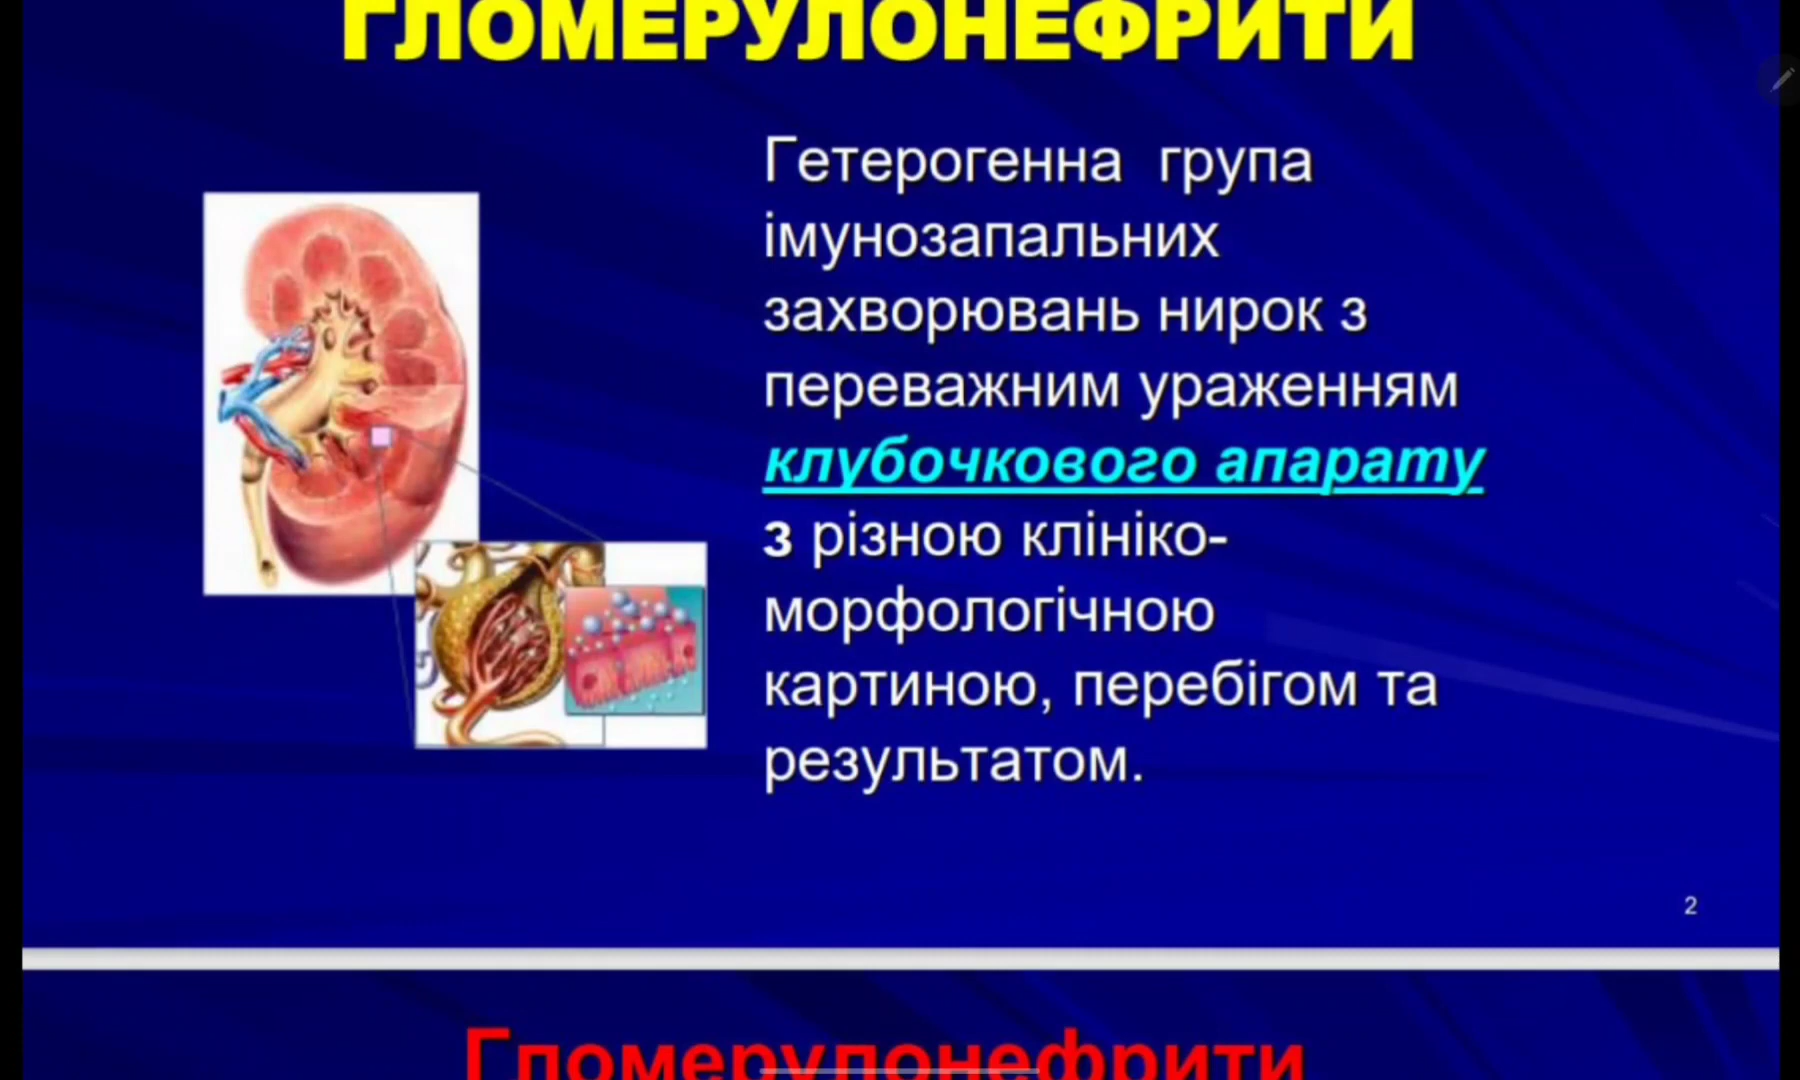 ГЛОМЕРУЛОНЕФРИТИ
Гетерогенна група
імунозапальних
захворювань нирок з
переважним ураженням
клубочкового апарату
з різною клініко-
морфологічною
картиною, перебігом та
результатом.
2
Гломерулонефрити